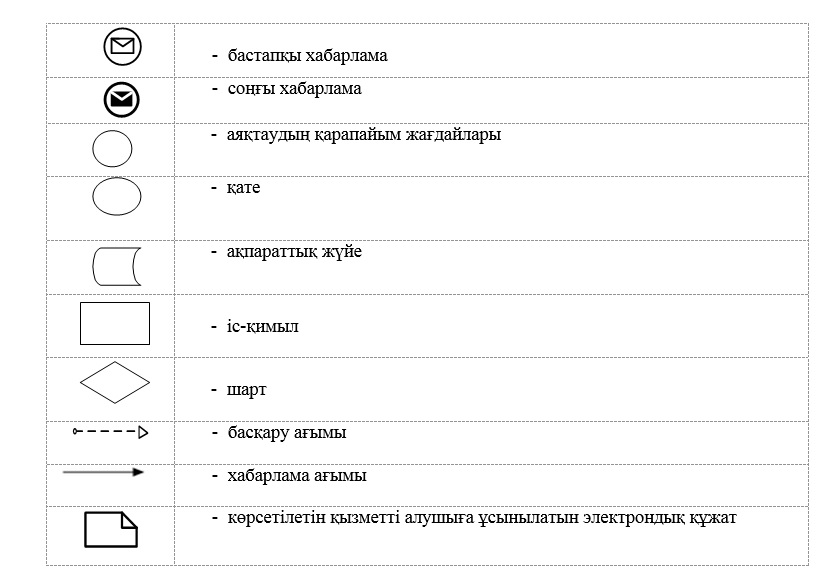 - бастапқы хабарлама
- соңғы хабарлама
- аяқтаудың қарапайым жағдайлары
- қате
- ақпараттық жүйе
- іс-қимыл
- шарт
- басқару ағымы
- хабарлама ағымы
- көрсетілетін қызметті алушыға ұсынылатын электрондық құжат